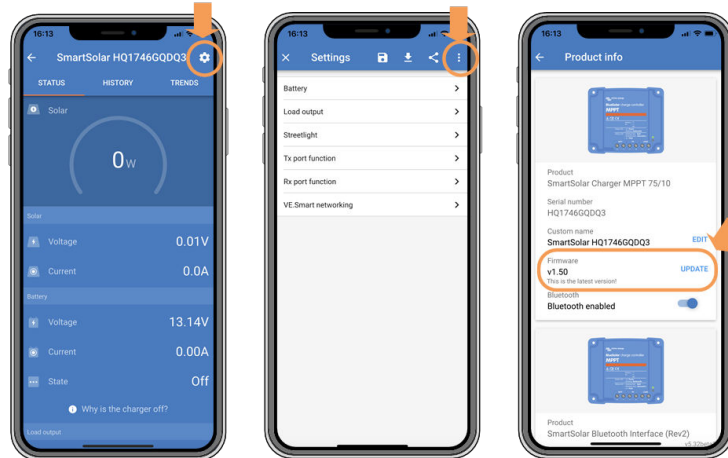 16:13
SmartSolar HQ1746GQDQ3
STATUS HISTORY TRENDS
Solar
0W
Solar
Voltage 0.01V
Current 0.0A
Battery
Voltage 13.14V
Current 0.00A
State Off
Why is the charger off?
Load output
16:13
Settings
Battery
Load output
Streetlight
Tx port function
Rx port function
VE.Smart networking
16:13
Product info
MPPT
Product
SmartSolar Charger MPPT 75/10
Serial number
HQ1746GQDQ3
Custom name
SmartSolar HQ1746GQDQ3 EDIT
Firmware
v1.50 UPDATE
This is the latest version!
Bluetooth
Bluetooth enabled
MPPT
Product
SmartSolar Bluetooth Interface (Rev2)